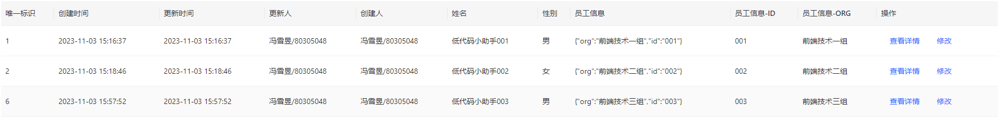 唯一标识 创建时间 更新时间 更新人 创建人 姓名 性别 员工信息 员工信息-ID 员工信息-ORG 操作
1 2023-11-03 15:16:37 2023-11-03 15:16:37 冯雪昱/80305048 冯雪昱/80305048 低代码小助手001 男 {"org":"前端技术一组","id":"001"} 001 前端技术一组 查看详情 修改
2 2023-11-03 15:18:46 2023-11-03 15:18:46 冯雪昱/80305048 冯雪昱/80305048 低代码小助手002 女 {"org":"前端技术二组","id":"002"} 002 前端技术二组 查看详情 修改
6 2023-11-03 15:57:52 2023-11-03 15:57:52 冯雪昱/80305048 冯雪昱/80305048 低代码小助手003 男 {"org":"前端技术三组","id":"003"} 003 前端技术三组 查看详情 修改